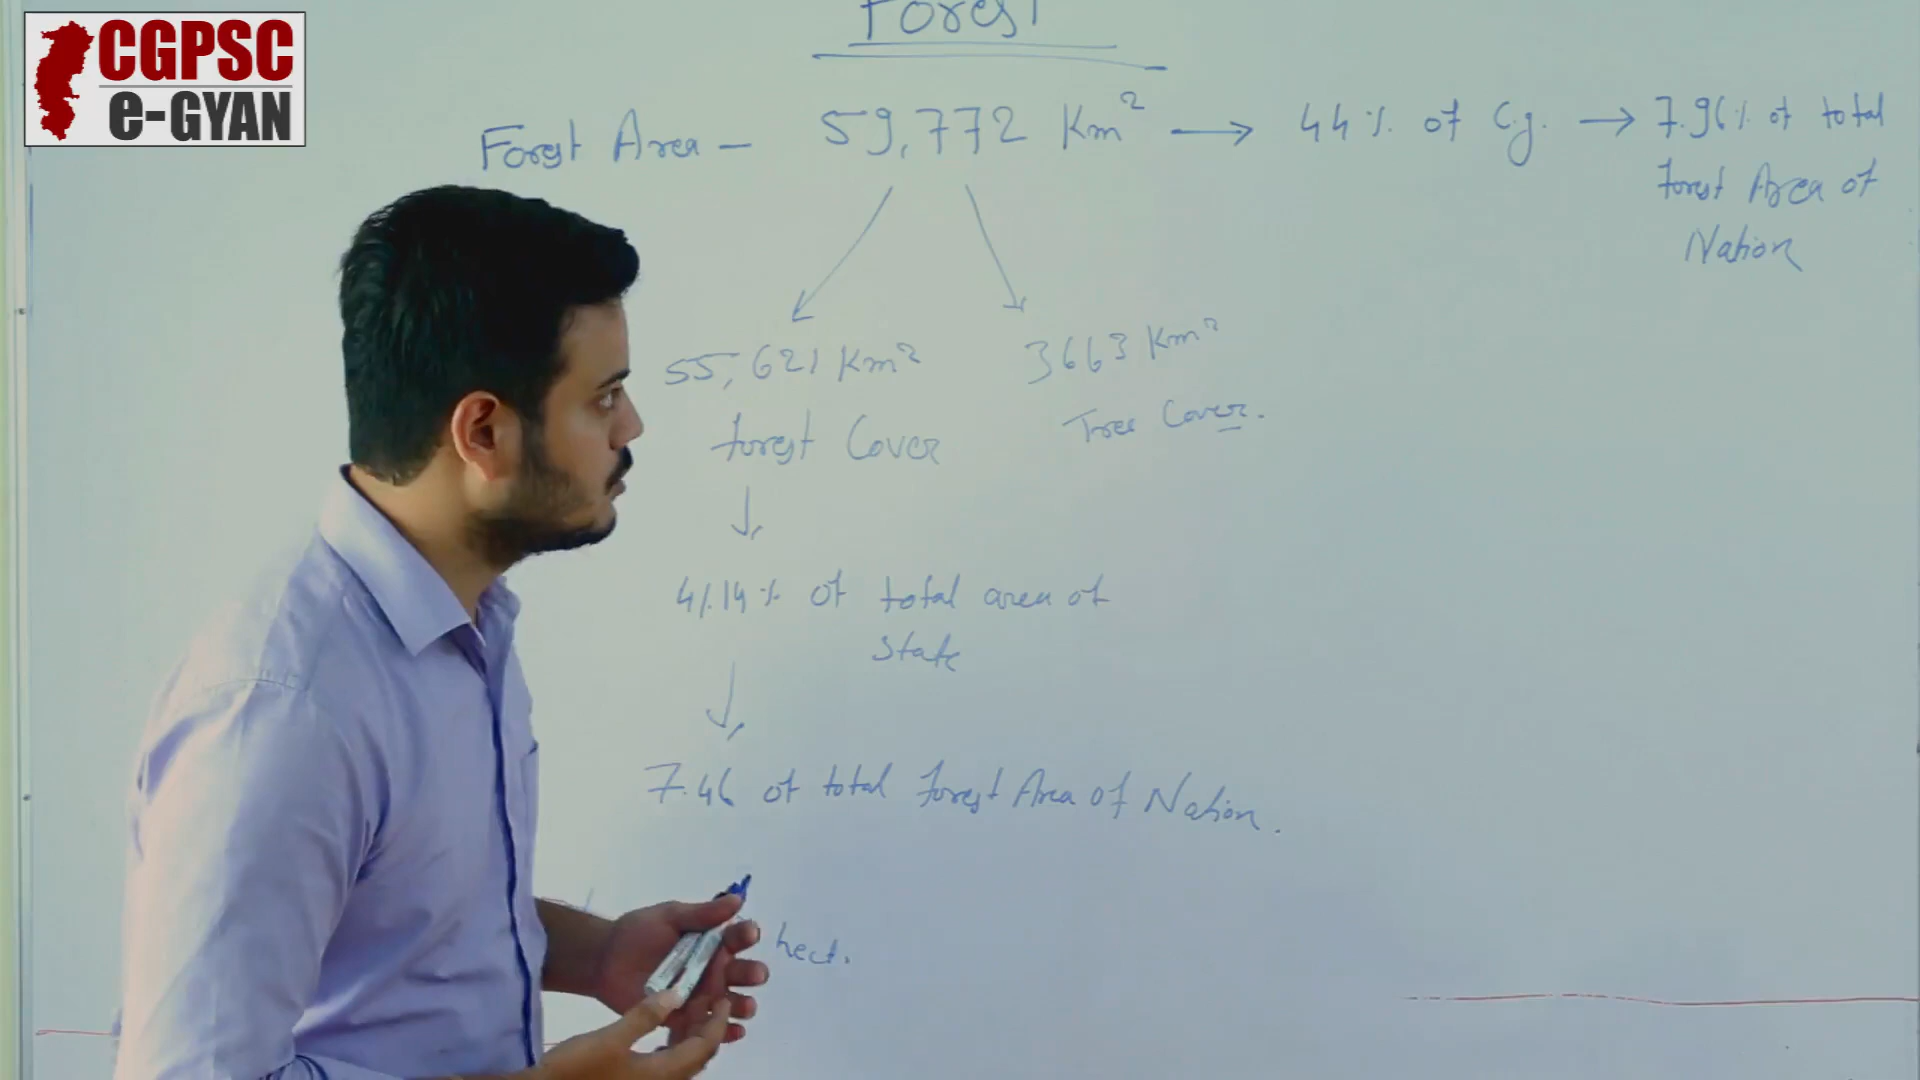 CGPSC
e-GYAN
Forest
Forest Area - 59,772 Km² → 44% of C.g. → 7.96% of total
forest Area of
Nation
55,621 Km² 3663 Km²
forest Cover Tree Cover.
41.14% of total area of
State
7.46 of total forest Area of Nation.
hect.